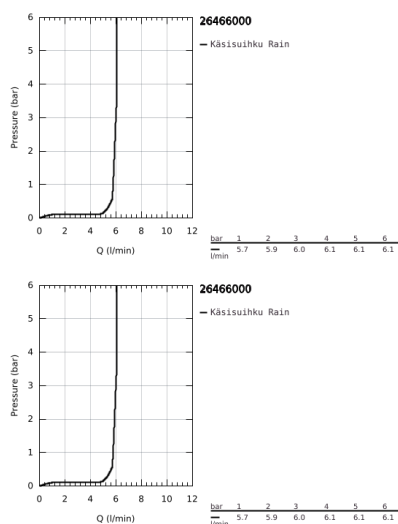 26466000
Käsisuihku Rain
6
5
4
3
2
1
0
Pressure (bar)
0 2 4 6 8 10 12
Q (l/min)
bar 1 2 3 4 5 6
5.7 5.9 6.0 6.1 6.1 6.1
l/min
26466000
Käsisuihku Rain
6
5
4
3
2
1
0
Pressure (bar)
0 2 4 6 8 10 12
Q (l/min)
bar 1 2 3 4 5 6
5.7 5.9 6.0 6.1 6.1 6.1
l/min